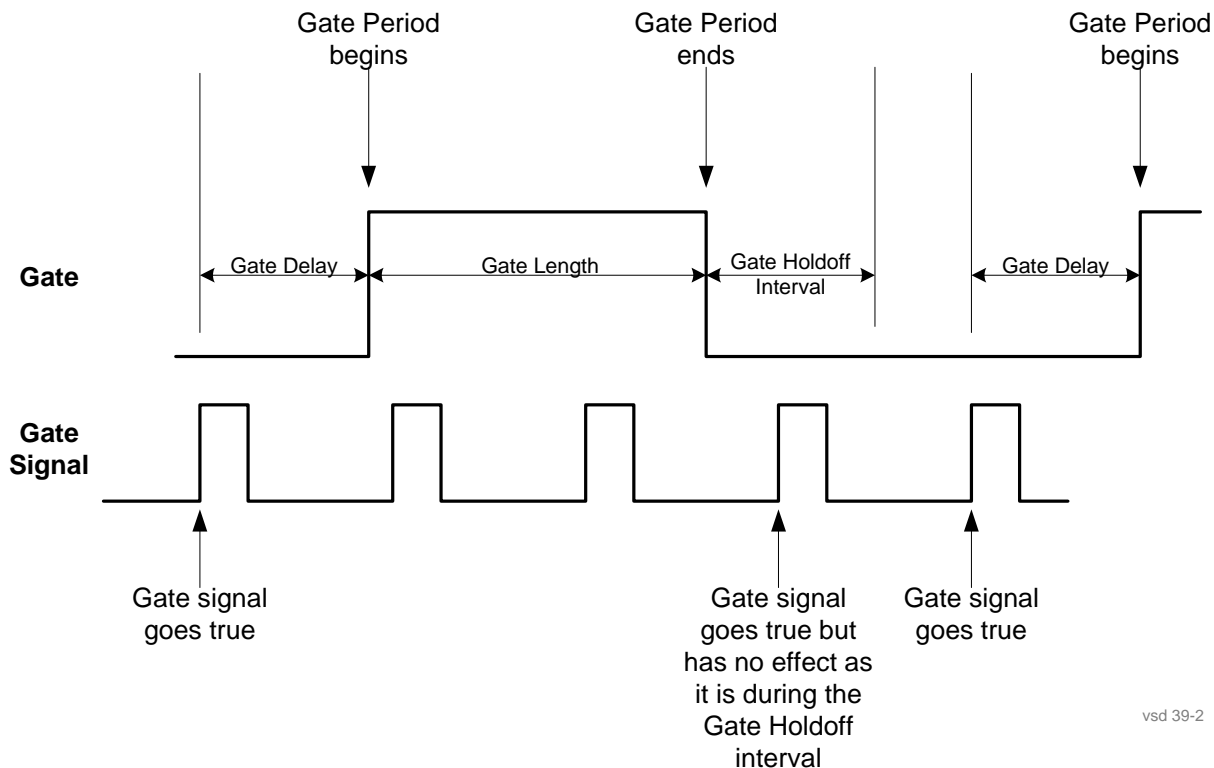 Gate Period
begins
Gate Period
ends
Gate Period
begins
Gate
Gate Delay
Gate Length
Gate Holdoff
Interval
Gate Delay
Gate
Signal
Gate signal
goes true
Gate signal
goes true but
has no effect as
it is during the
Gate Holdoff
interval
Gate signal
goes true
vsd 39-2